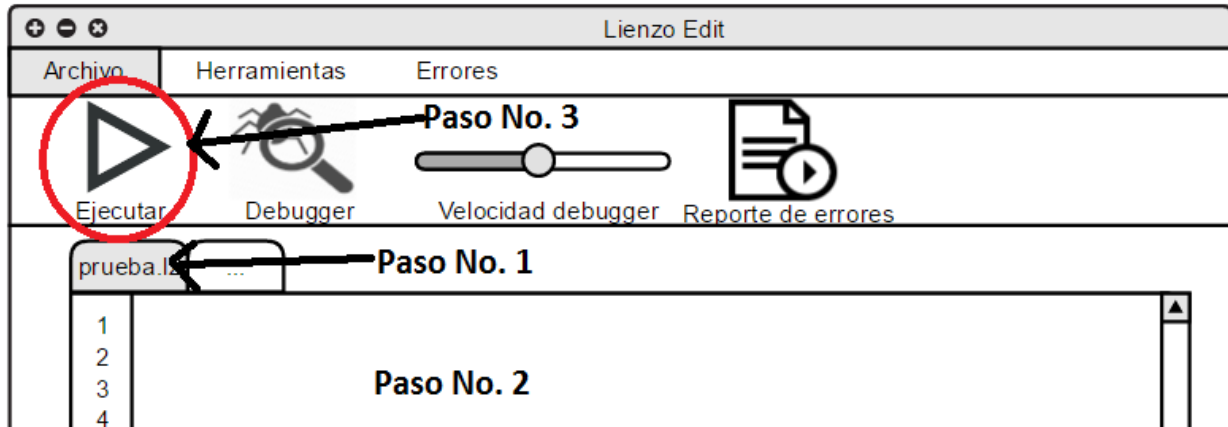 Lienzo Edit
Archivo Herramientas Errores
Paso No. 3
Ejecutar Debugger Velocidad debugger Reporte de errores
prueba.lz ... Paso No. 1
1
2
3 Paso No. 2
4